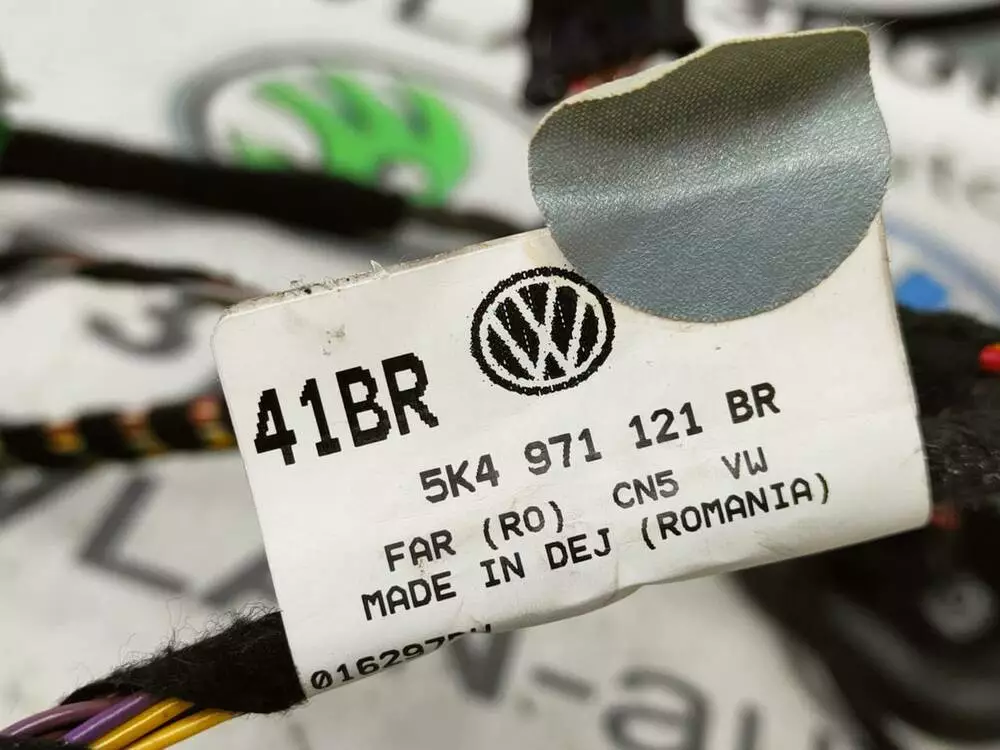 41BR
5K4 971 121 BR
FAR (RO) CN5 VW
MADE IN DEJ (ROMANIA)